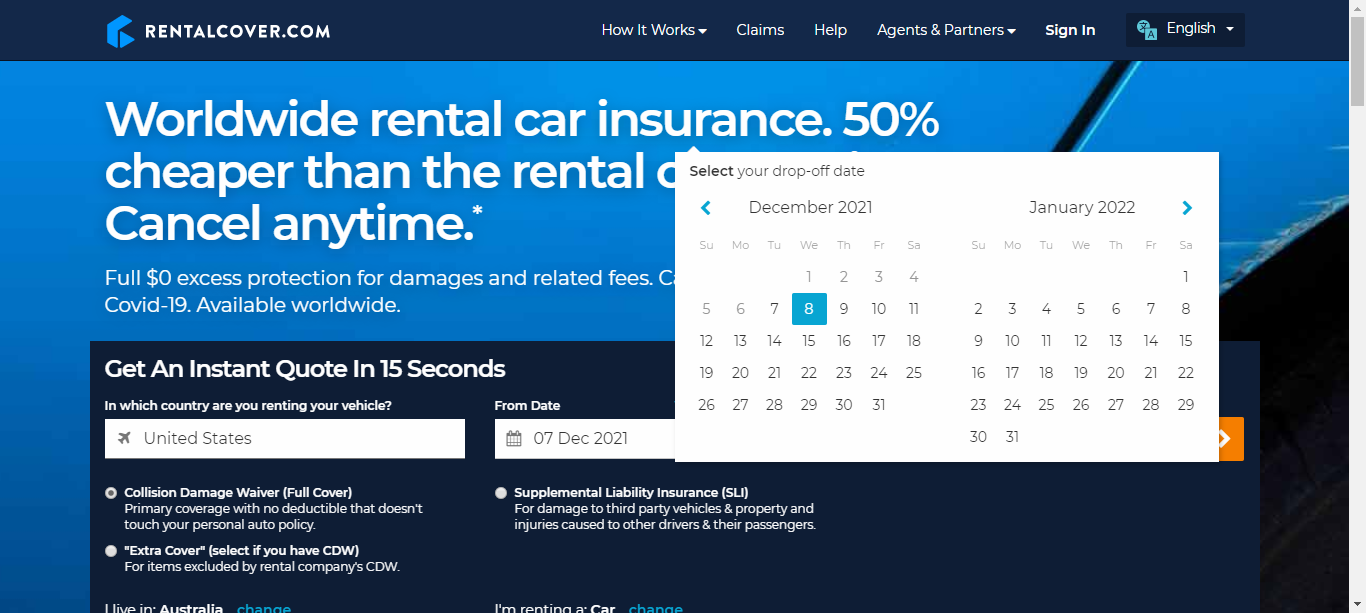 RENTALCOVER.COM
How It Works
Claims
Help
Agents & Partners
Sign In
English
Worldwide rental car insurance. 50%
cheaper than the rental
Cancel anytime.*
Full $0 excess protection for damages and related fees.
Covid-19. Available worldwide.
Select your drop-off date
December 2021
Su Mo Tu We Th Fr Sa
1 2 3 4
5 6 7 8 9 10 11
12 13 14 15 16 17 18
19 20 21 22 23 24 25
26 27 28 29 30 31
January 2022
Su Mo Tu We Th Fr Sa
1
2 3 4 5 6 7 8
9 10 11 12 13 14 15
16 17 18 19 20 21 22
23 24 25 26 27 28 29
30 31
Get An Instant Quote In 15 Seconds
In which country are you renting your vehicle?
United States
From Date
07 Dec 2021
Collision Damage Waiver (Full Cover)
Primary coverage with no deductible that doesn't
touch your personal auto policy.
"Extra Cover" (select if you have CDW)
For items excluded by rental company's CDW.
Supplemental Liability Insurance (SLI)
For damage to third party vehicles & property and
injuries caused to other drivers & their passengers.
I live in: Australia change
I'm renting a: Car change